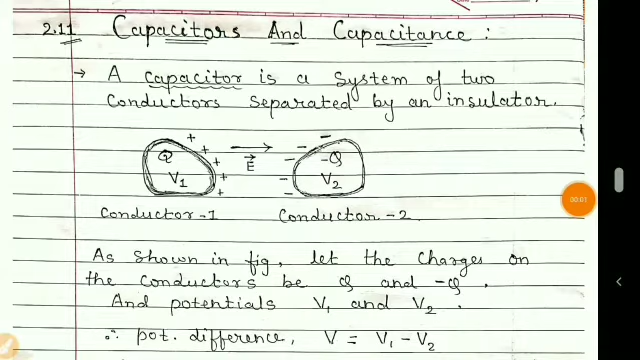 2.11 Capacitors And Capacitance :
→ A capacitor is a system of two
conductors separated by an insulator.
+ + + + +
- - - - -
Q
→
E
-Q
V₁
V₂
Conductor-1
Conductor-2
As shown in fig, let the charges on
the conductors be Q and -Q .
And potentials V₁ and V₂ .
∴ pot. difference, V = V₁ - V₂
00:01